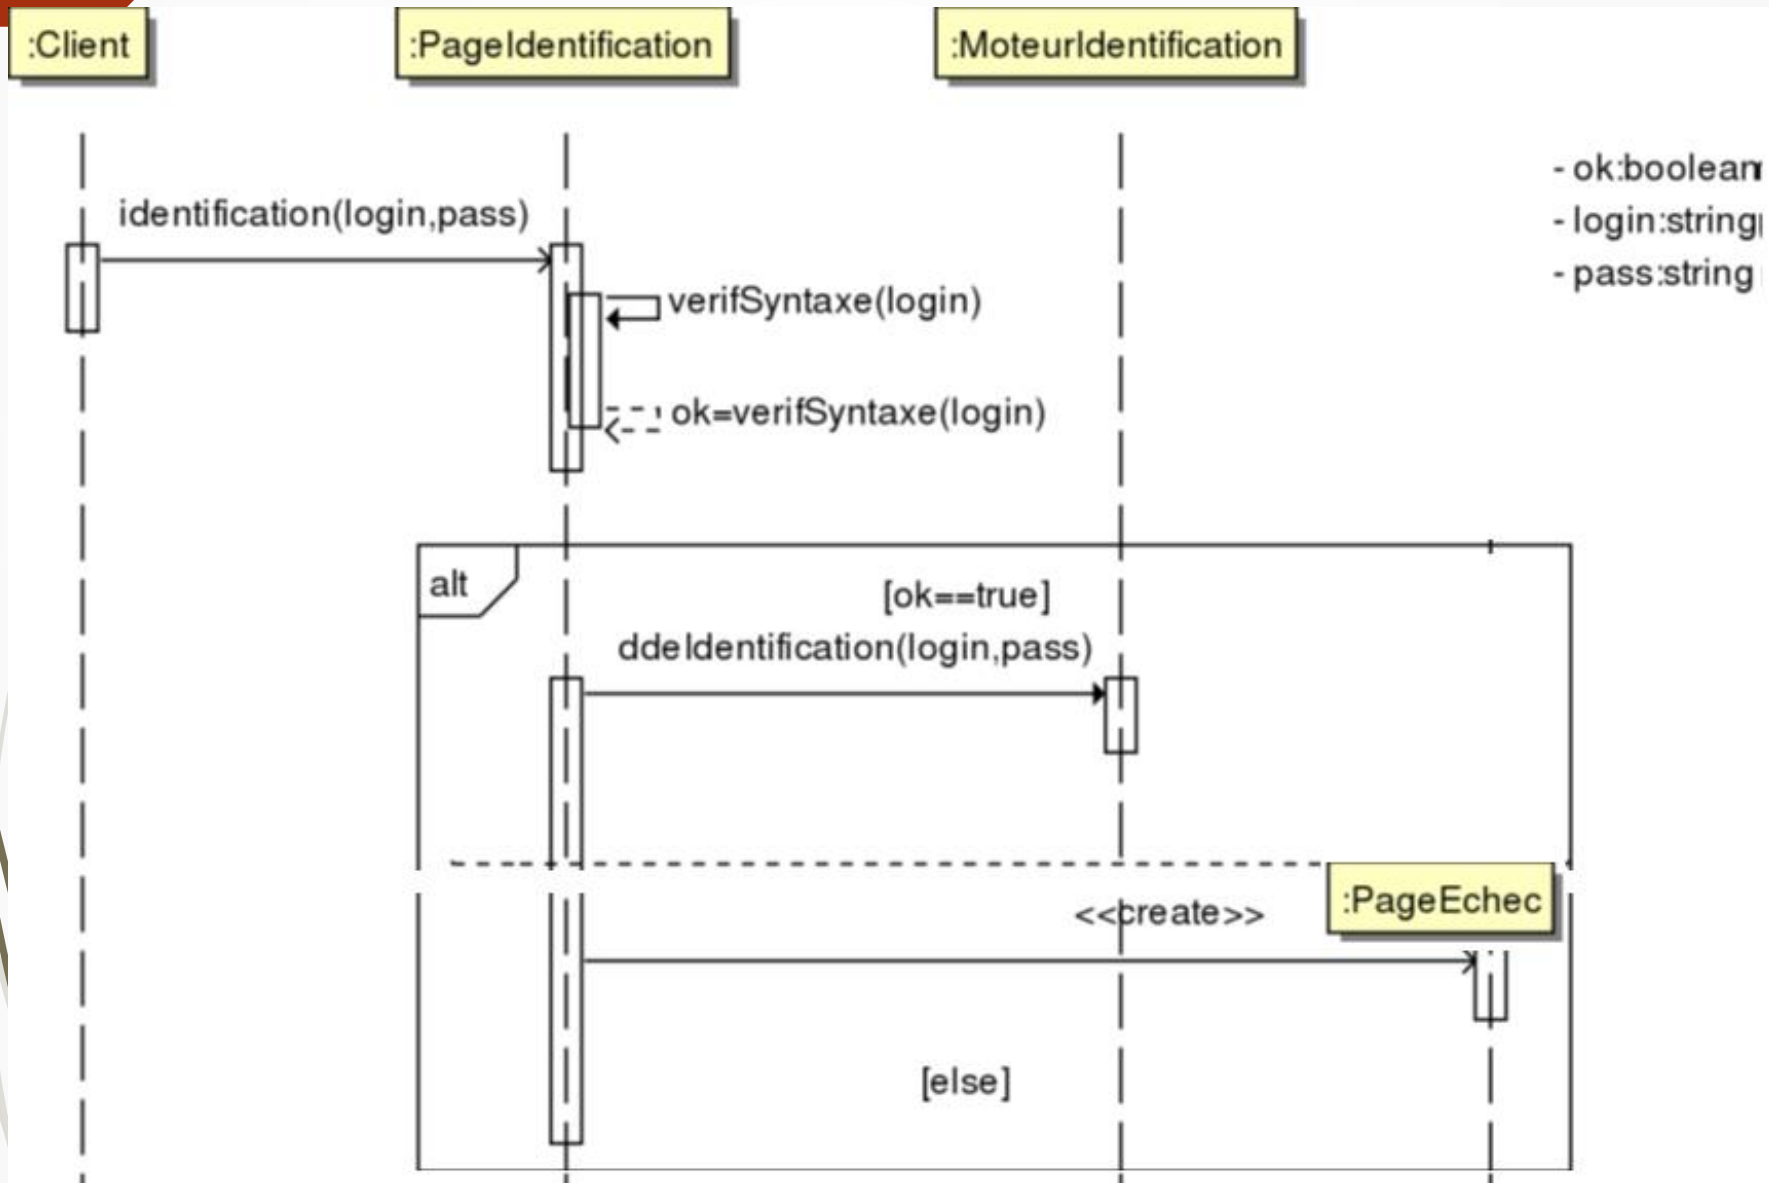 :Client
:PageIdentification
:MoteurIdentification
- ok:boolean
- login:string
- pass:string
identification(login,pass)
verifSyntaxe(login)
ok=verifSyntaxe(login)
alt
[ok==true]
ddeIdentification(login,pass)
:PageEchec
<<create>>
[else]